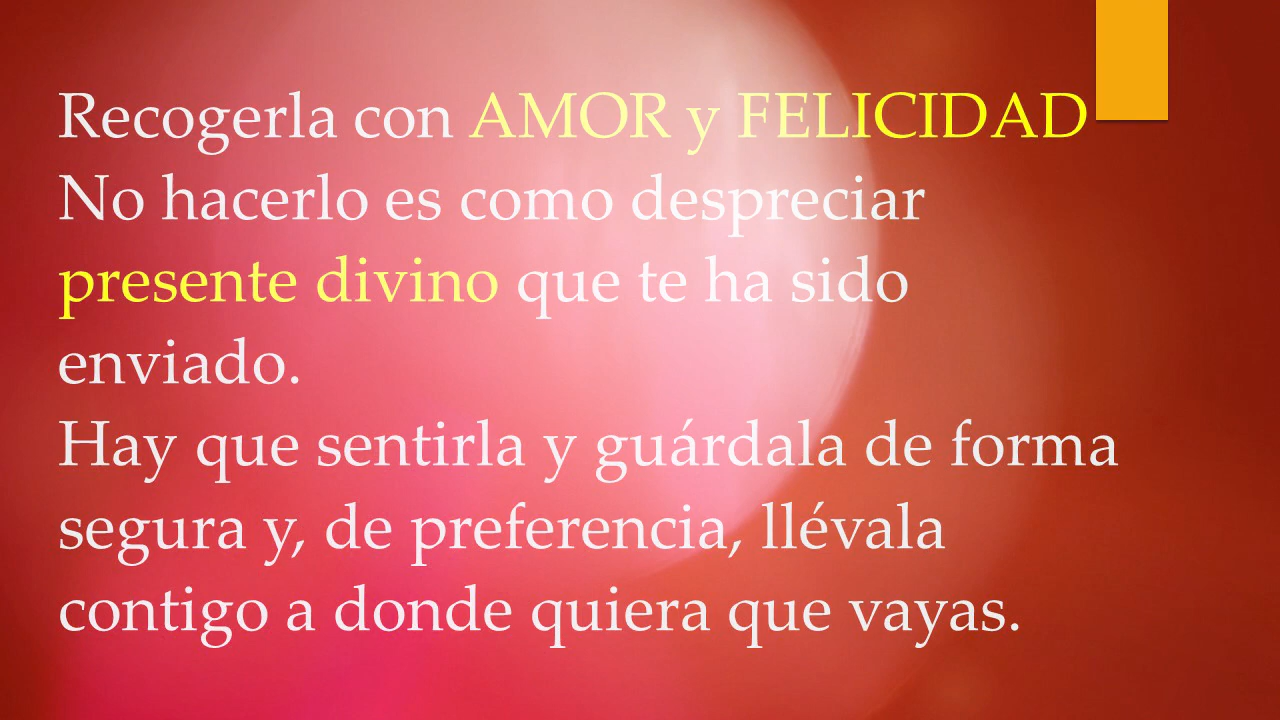 Recogerla con AMOR y FELICIDAD
No hacerlo es como despreciar
presente divino que te ha sido
enviado.
Hay que sentirla y guárdala de forma
segura y, de preferencia, llévala
contigo a donde quiera que vayas.